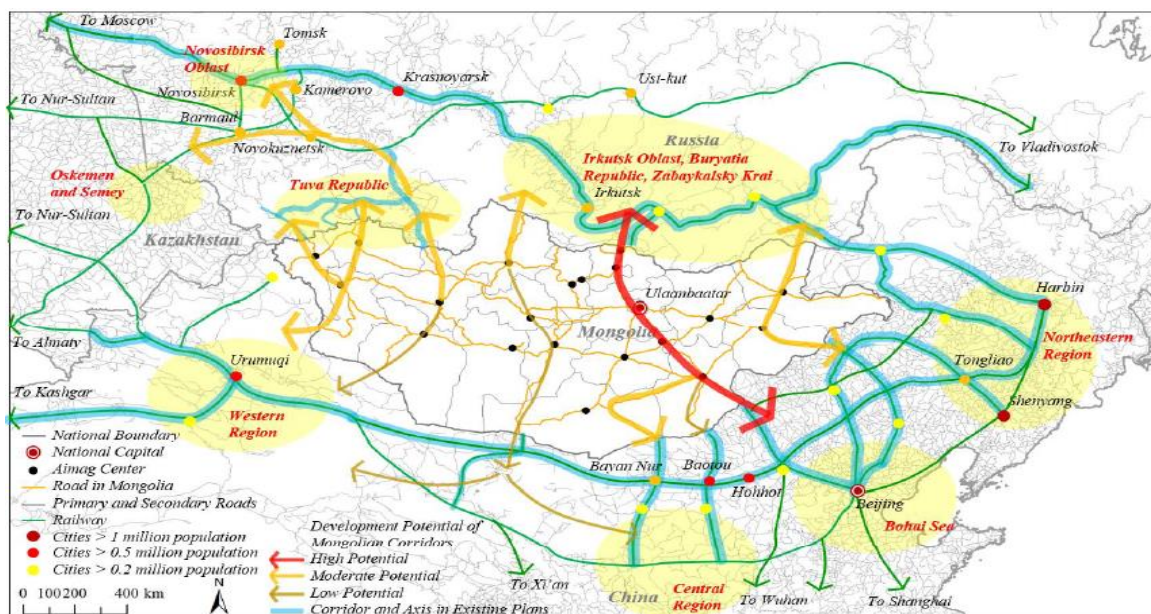 To Moscow
Tomsk
Novosibirsk
Oblast
Krasnoyarsk
Ust-kut
To Nur-Sultan
Novosibirsk
Kamerovo
Barmaul
Novokuznetsk
Russia
To Vladivostok
Irkutsk Oblast, Buryatia
Republic, Zabaykalsky Krai
Oskemen
and Semey
Tuva Republic
Irkutsk
To Nur-Sultan
Kazakhstan
Ulaanbaatar
Harbin
Mongolia
Northeastern
Region
To Almaty
Urumuqi
Tongliao
To Kashgar
Shenyang
Western
Region
National Boundary
National Capital
Aimag Center
Bayan Nur
Baotou
Hohhot
Road in Mongolia
Beijing
Primary and Secondary Roads
Railway
Bohai Sea
Cities > 1 million population
Cities > 0.5 million population
Cities > 0.2 million population
Development Potential of
Mongolian Corridors
High Potential
Moderate Potential
Low Potential
Corridor and Axis in Existing Plans
0 100 200 400 km
N
To Xi'an
China
Central
Region
To Wuhan
To Shanghai